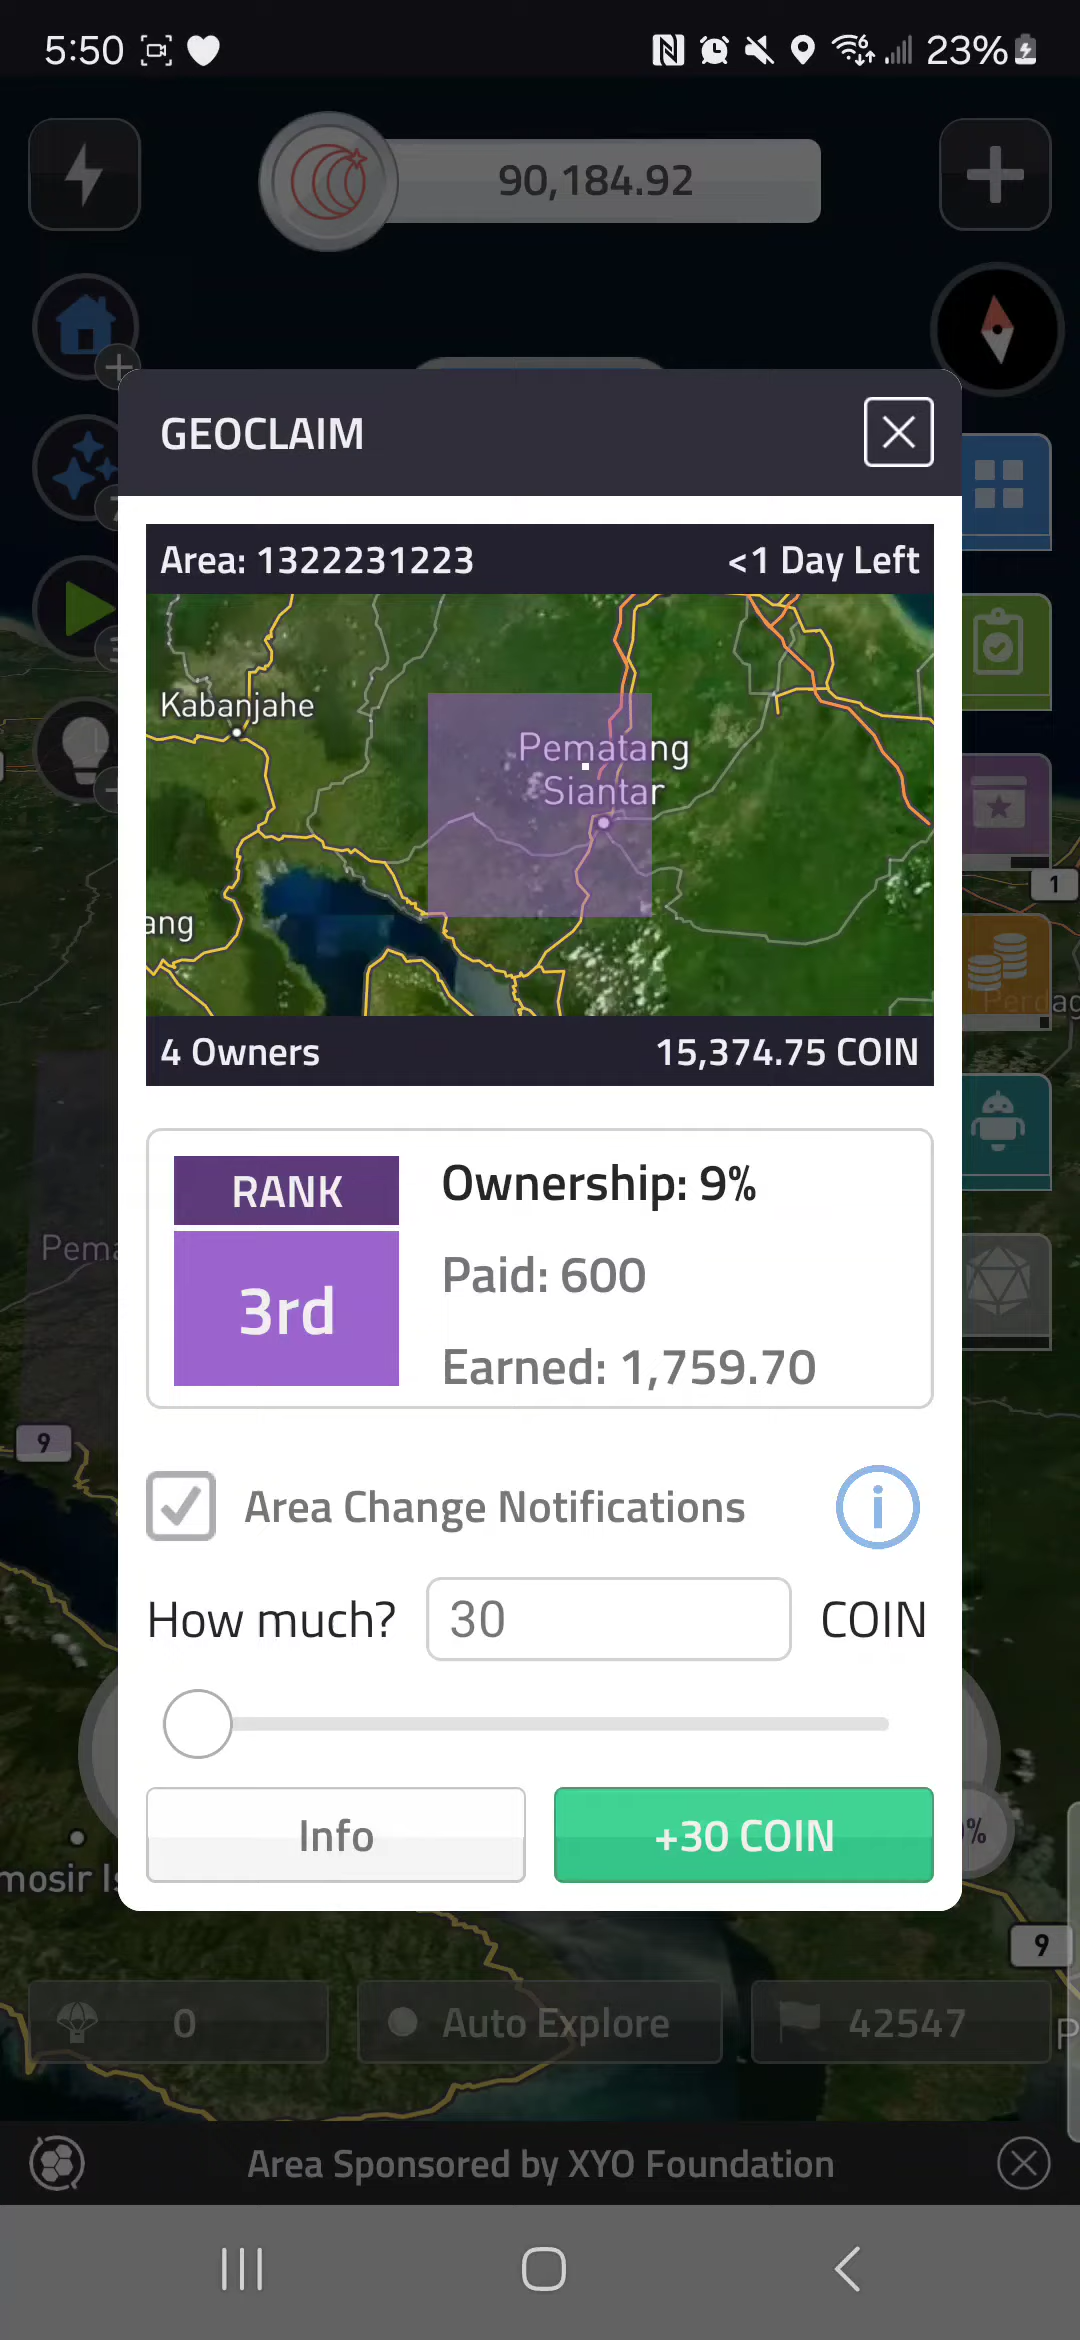 5:50
23%
90,184.92
GEOCLAIM
Area: 1322231223
<1 Day Left
Kabanjahe
Pematang
Siantar
ang
4 Owners
15,374.75 COIN
1
RANK
3rd
Ownership: 9%
Paid: 600
Earned: 1,759.70
Pema
9
Area Change Notifications
How much?
30
COIN
Info
+30 COIN
%
mosir Is
9
0
Auto Explore
42547
P
Area Sponsored by XYO Foundation